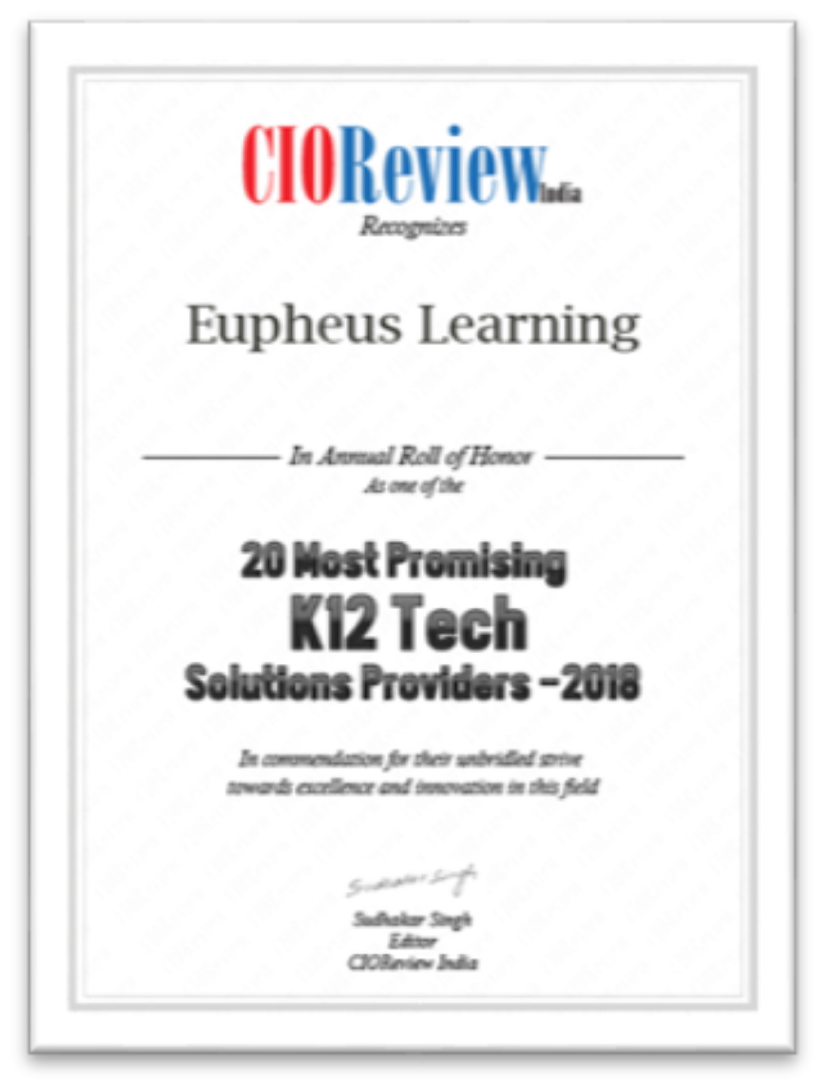 CIOReview India
Recognizes
Eupheus Learning
In Annual Roll of Honor
As one of the
20 Most Promising
K12 Tech
Solutions Providers -2018
In commendation for their unbridled strive
towards excellence and innovation in this field
Sudhakar Singh
Sudhakar Singh
Editor
CIOReview India